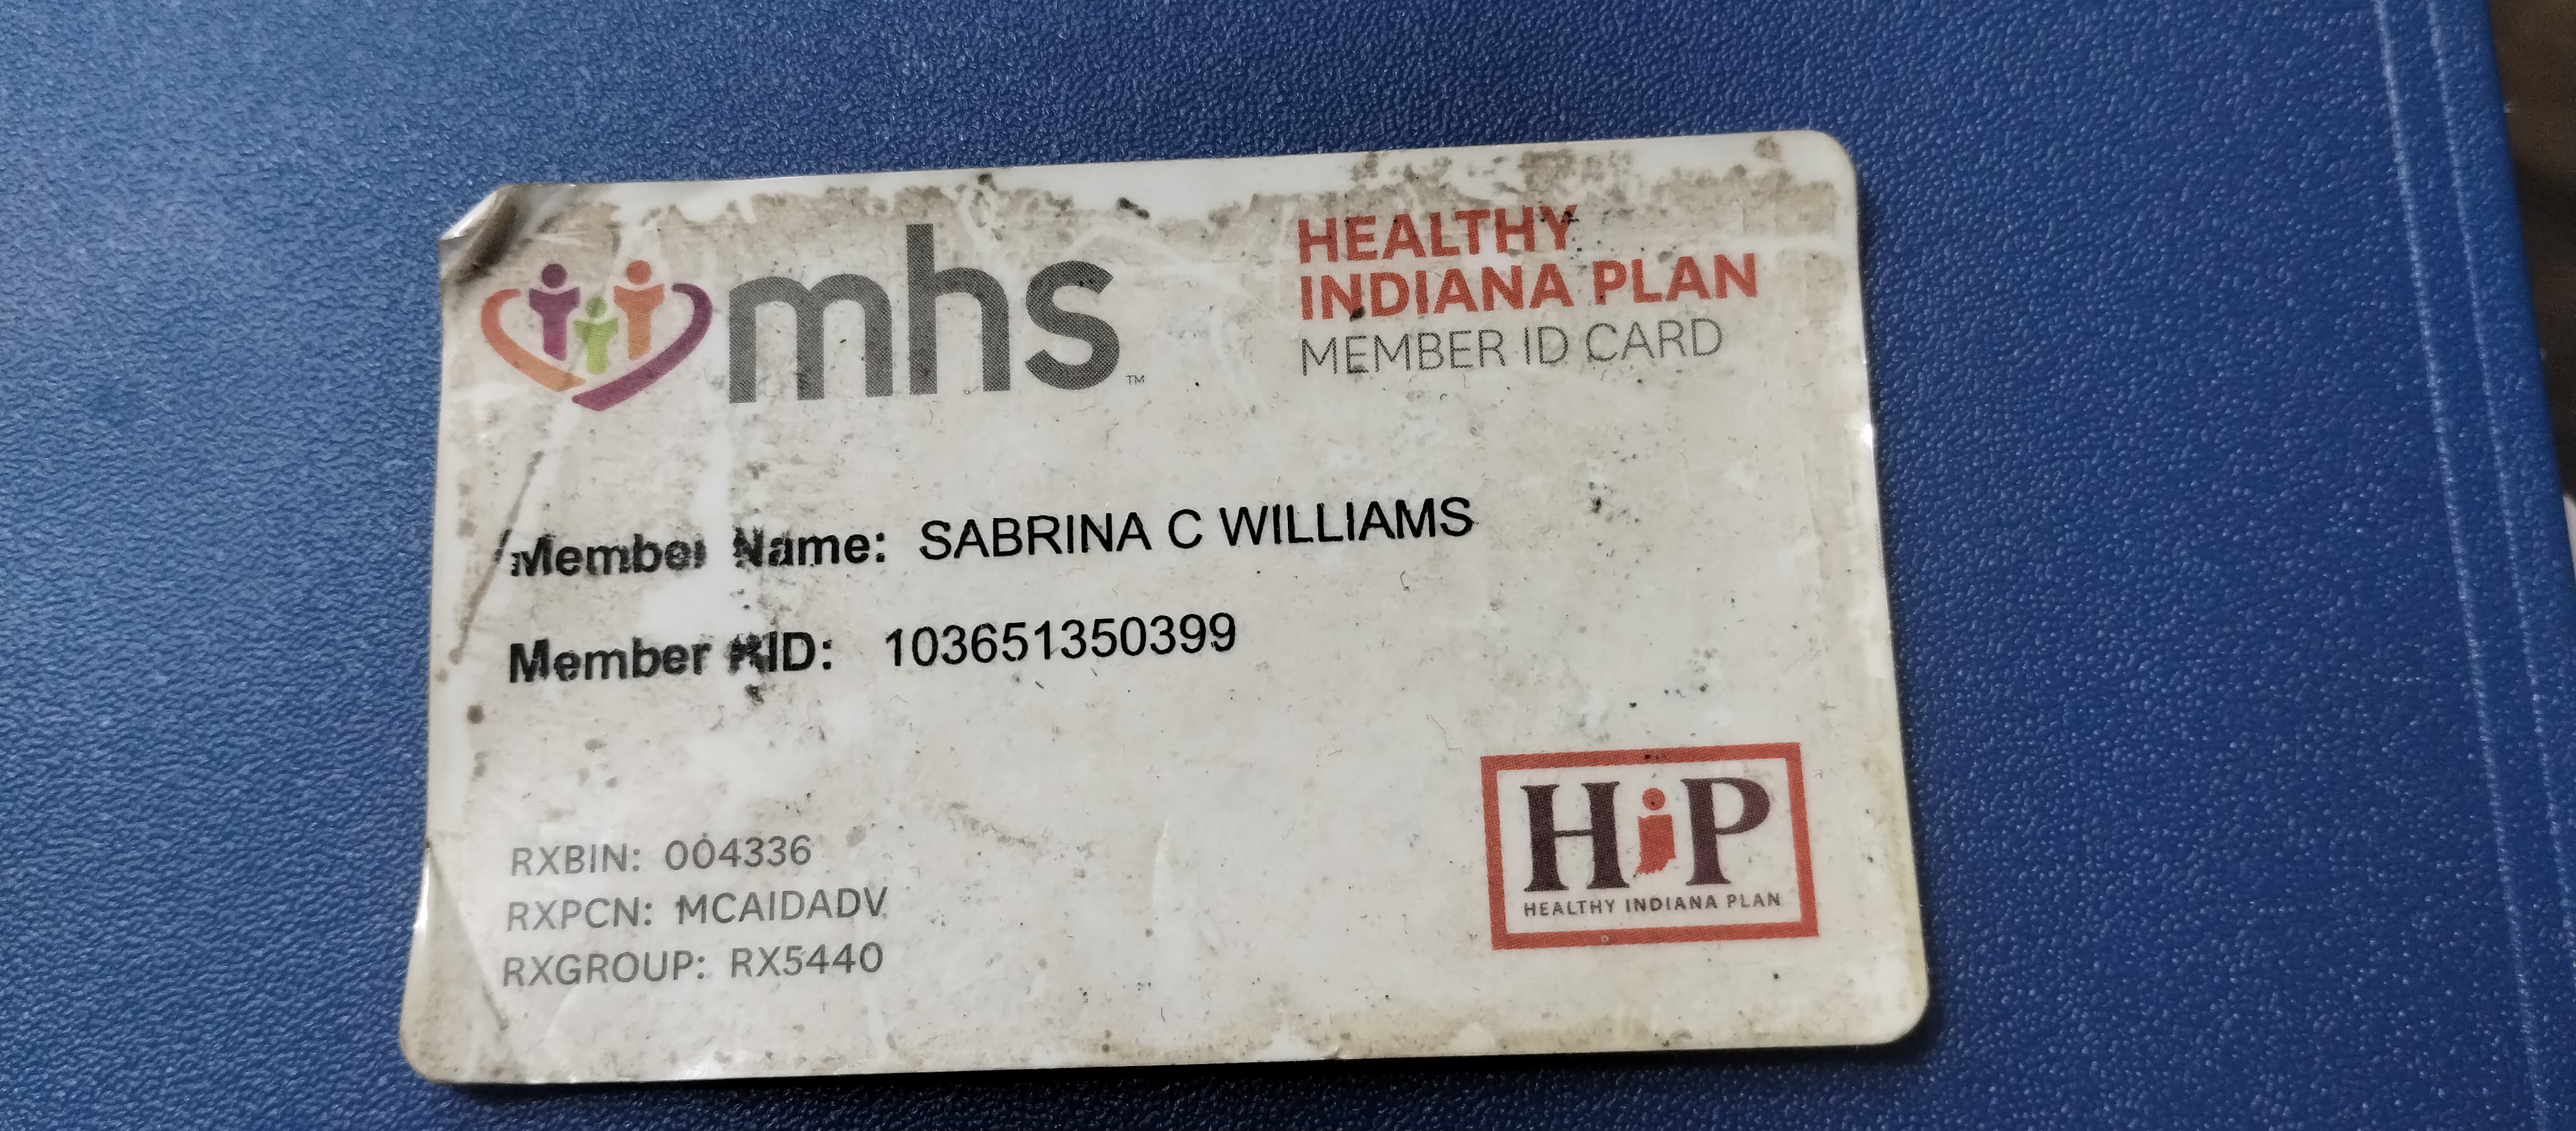 mhs™
HEALTHY
INDIANA PLAN
MEMBER ID CARD
Member Name: SABRINA C WILLIAMS
Member RID: 103651350399
RXBIN: 004336
RXPCN: MCAIDADV
RXGROUP: RX5440
HiP
HEALTHY INDIANA PLAN